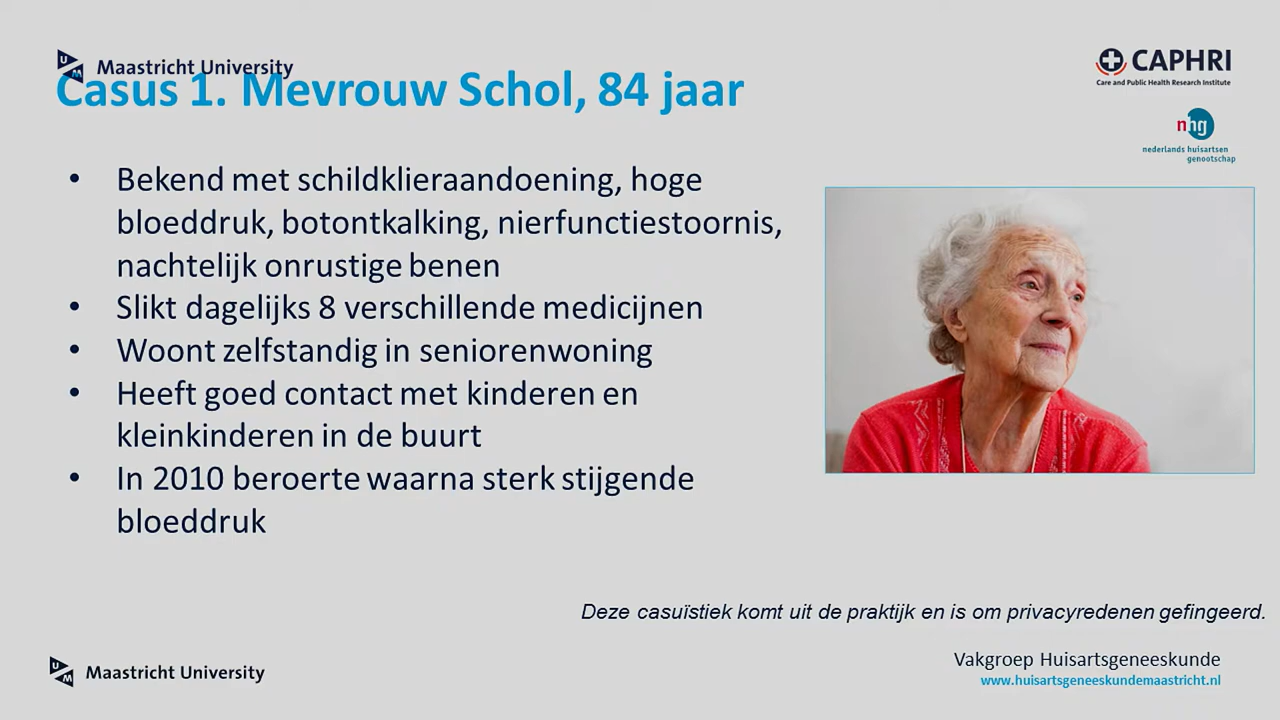 Maastricht University
CAPHRI
Care and Public Health Research Institute
Casus 1. Mevrouw Schol, 84 jaar
nhg
nederlands huisartsen
genootschap
• Bekend met schildklieraandoening, hoge
bloeddruk, botontkalking, nierfunctiestoornis,
nachtelijk onrustige benen
• Slikt dagelijks 8 verschillende medicijnen
• Woont zelfstandig in seniorenwoning
• Heeft goed contact met kinderen en
kleinkinderen in de buurt
• In 2010 beroerte waarna sterk stijgende
bloeddruk
Deze casuïstiek komt uit de praktijk en is om privacyredenen gefingeerd.
Maastricht University
Vakgroep Huisartsgeneeskunde
www.huisartsgeneeskundemaastricht.nl